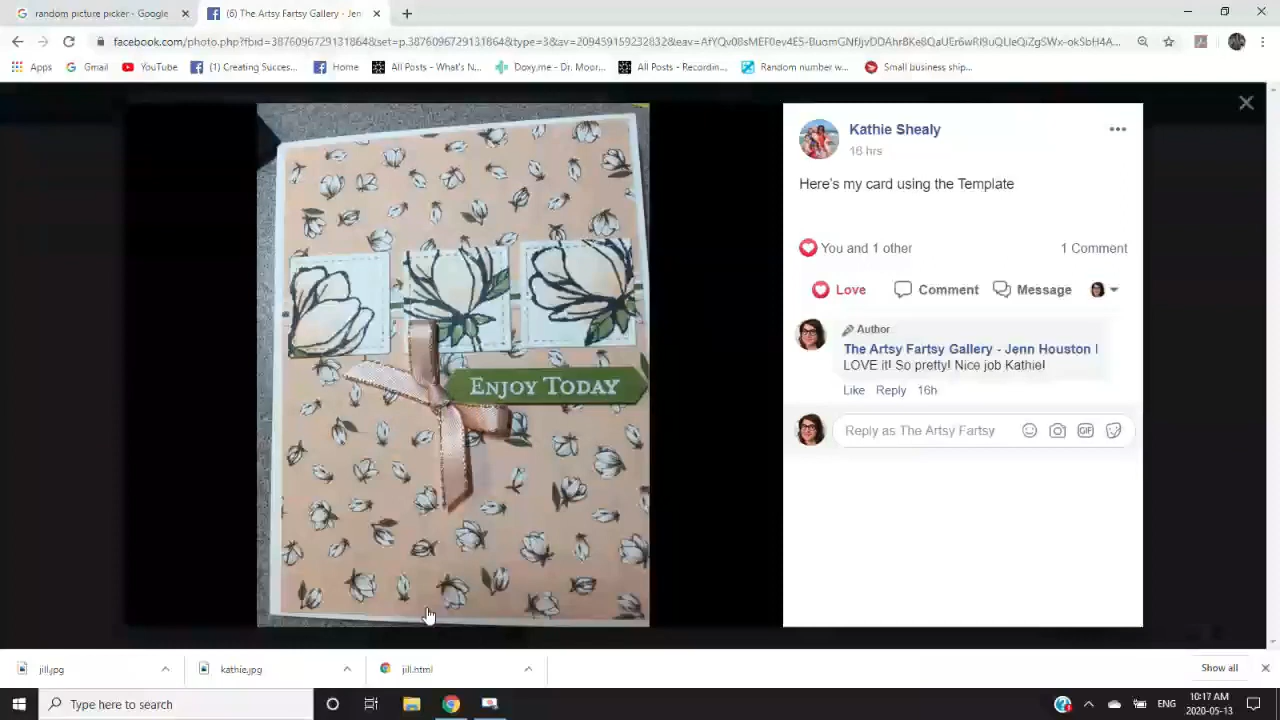 random picture picker - Google
(6) The Artsy Fartsy Gallery - Jen
Apps
Gmail
YouTube
(1) Creating Succes...
Home
All Posts - What's N...
Doxy.me - Dr. Moor...
All Posts - Recordin...
Random number w...
Small business ship...
ENJOY TODAY
Kathie Shealy
16 hrs
Here's my card using the Template
You and 1 other
1 Comment
Love
Comment
Message
Author
The Artsy Fartsy Gallery - Jenn Houston I
LOVE it! So pretty! Nice job Kathie!
Like Reply 16h
Reply as The Artsy Fartsy
GIF
jill.jpg
kathie.jpg
jill.html
Show all
Type here to search
ENG
10:17 AM
2020-05-13